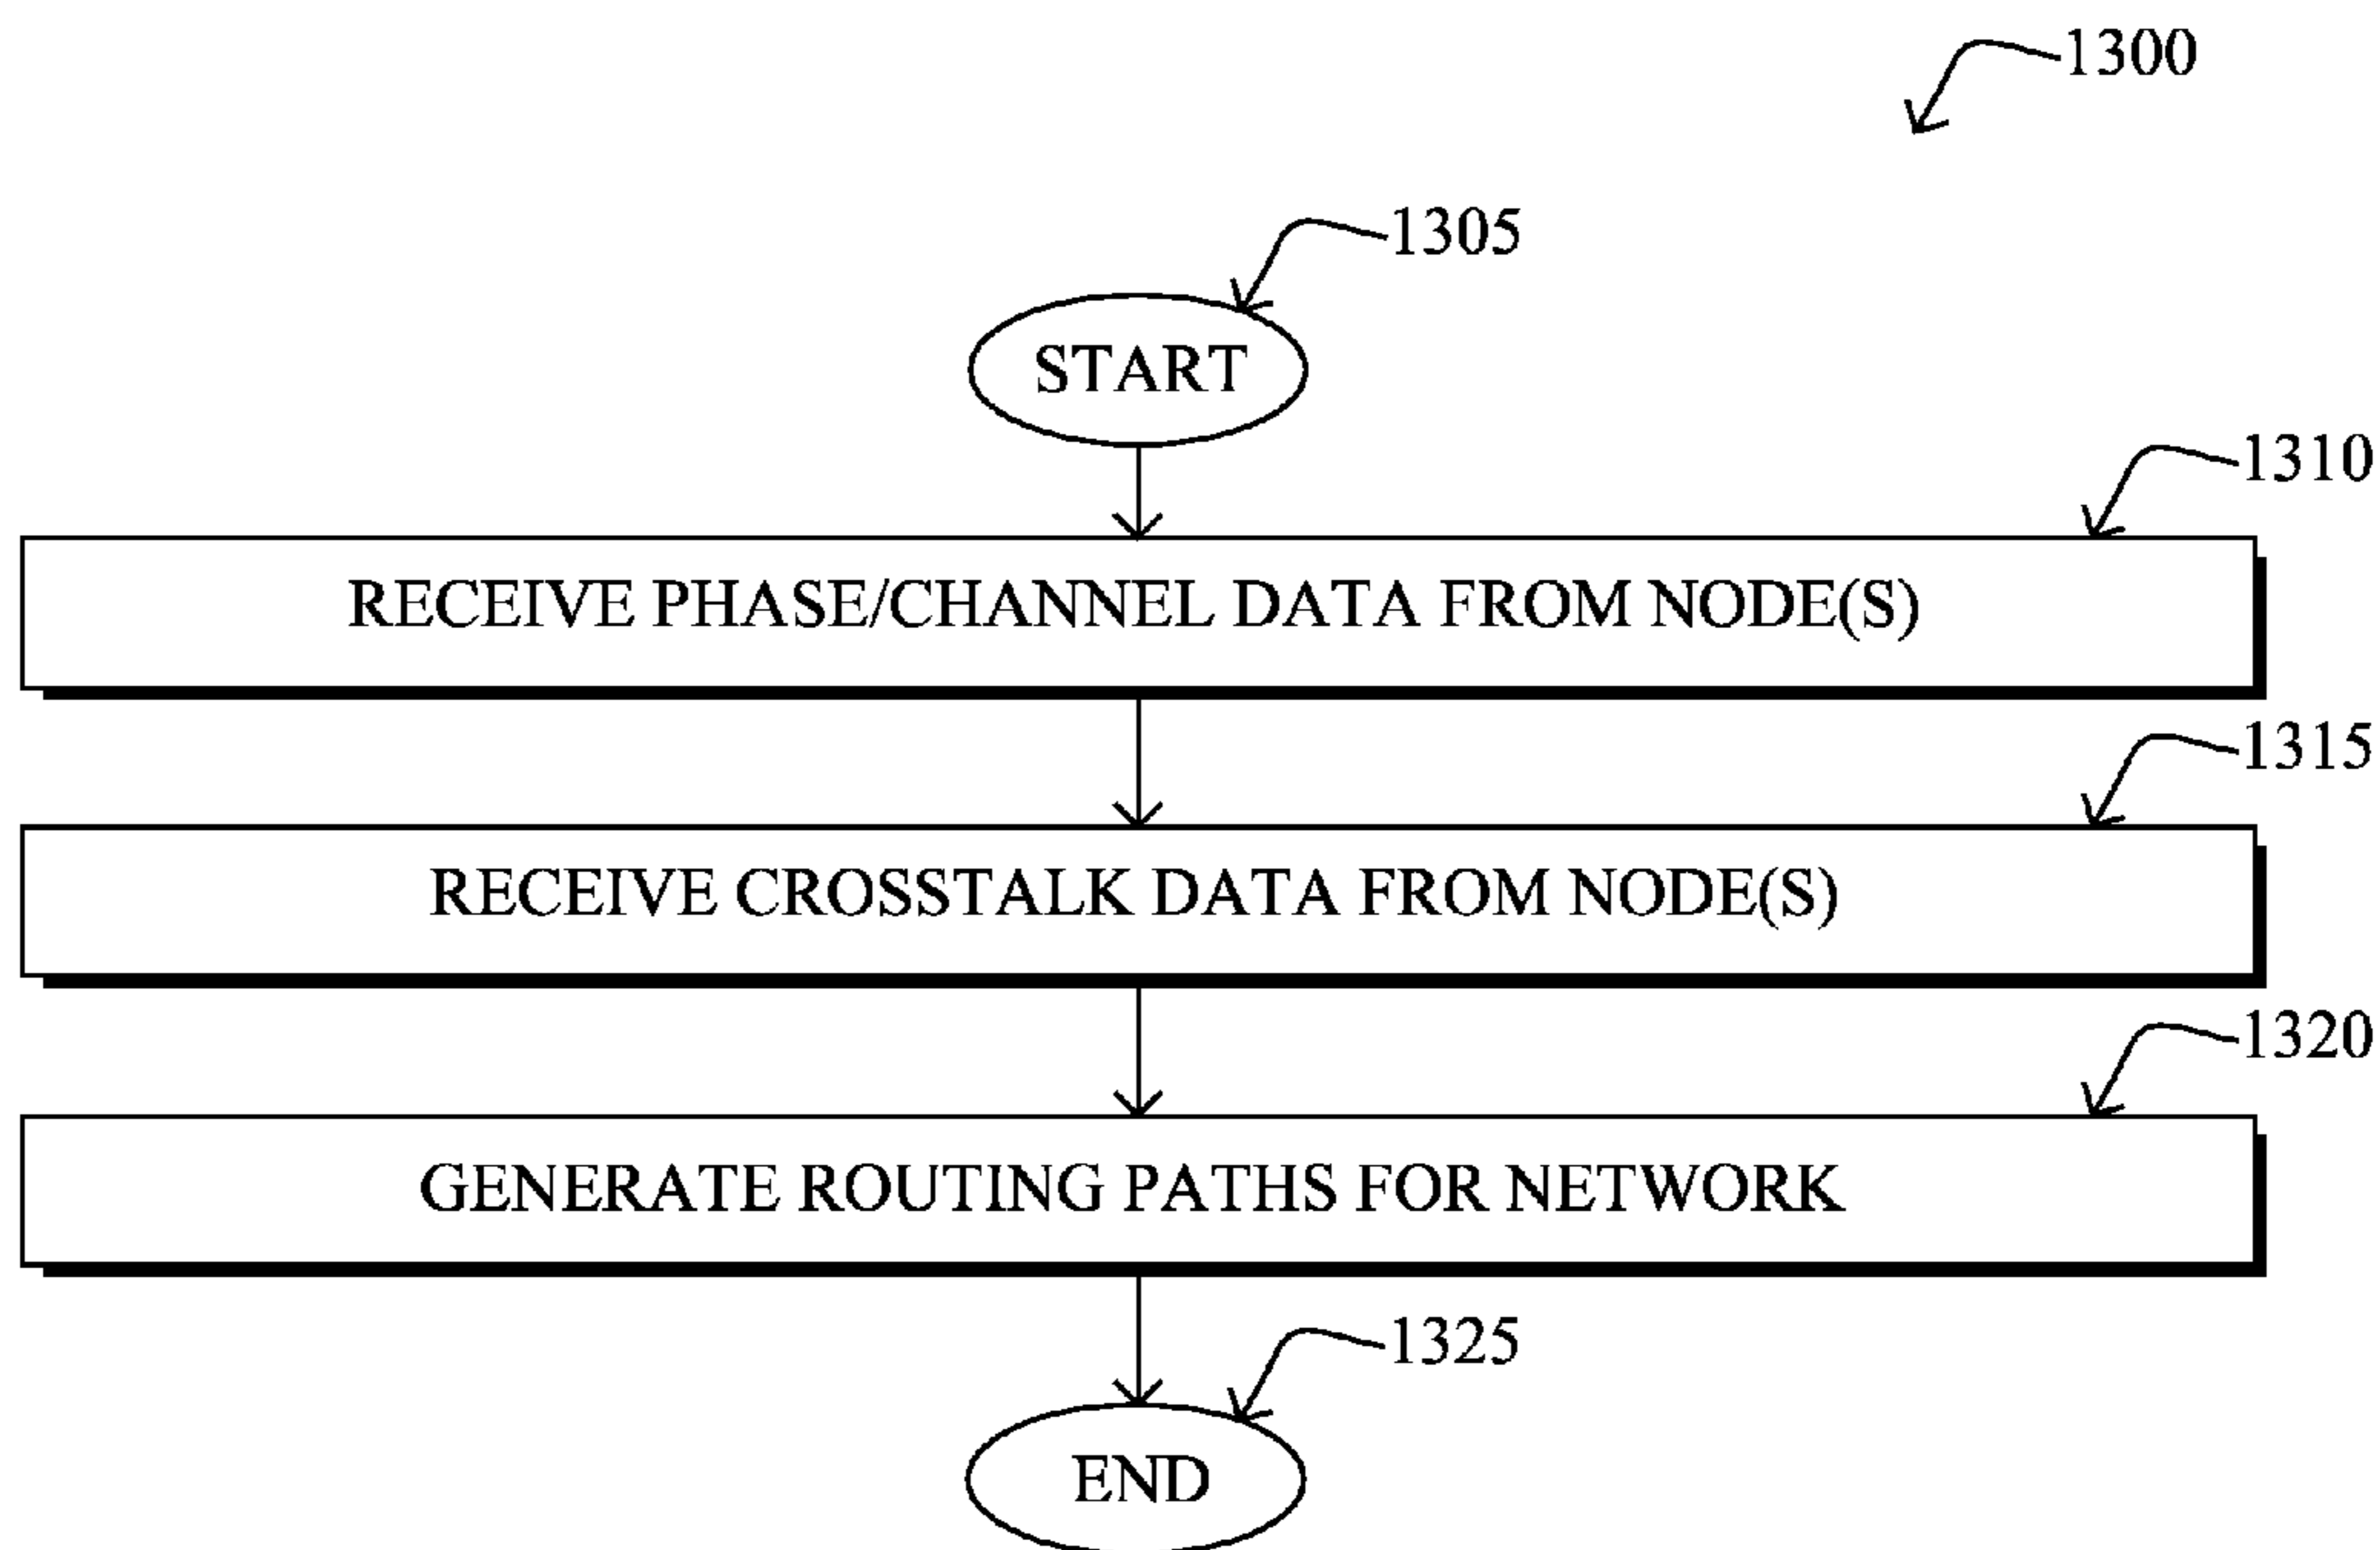 1300
1305
START
1310
RECEIVE PHASE/CHANNEL DATA FROM NODE(S)
1315
RECEIVE CROSSTALK DATA FROM NODE(S)
1320
GENERATE ROUTING PATHS FOR NETWORK
1325
END